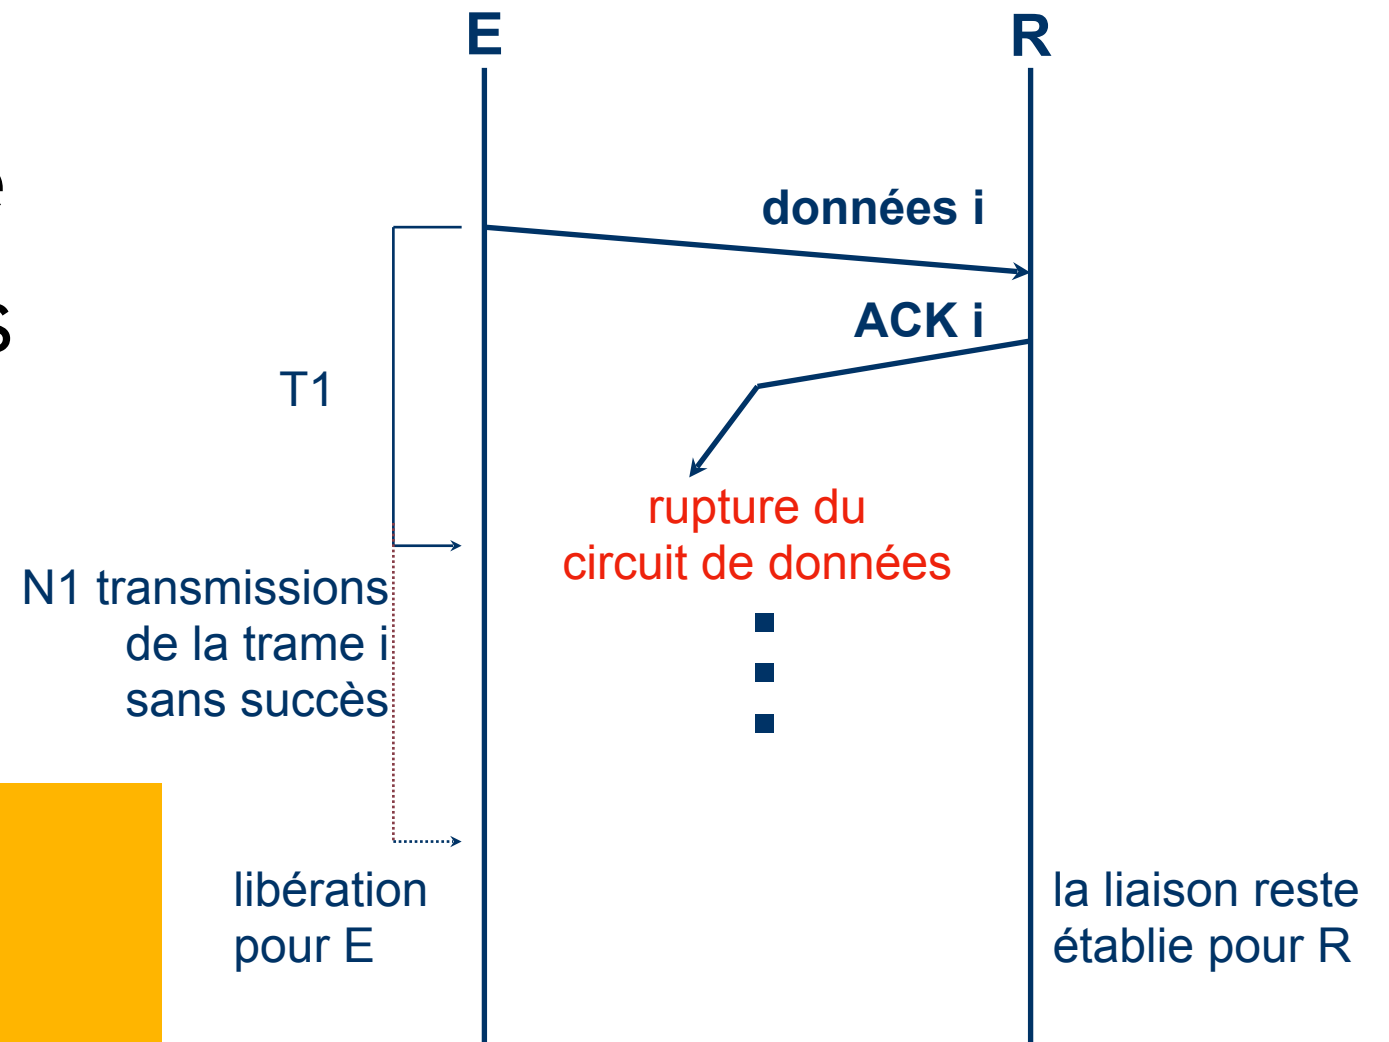 E
R
données i
ACK i
T1
rupture du
circuit de données
N1 transmissions
de la trame i
sans succès
libération
pour E
la liaison reste
établie pour R